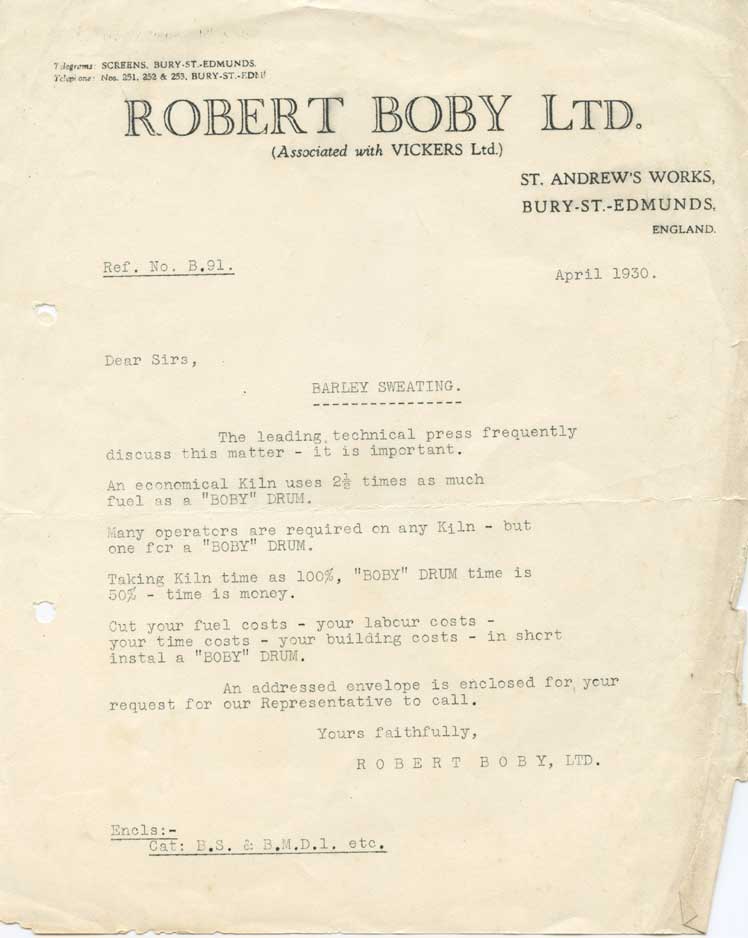 Telegrams: SCREENS, BURY-ST.-EDMUNDS.
Telephone: Nos. 251, 252 & 253, BURY-ST.-EDM
ROBERT BOBY LTD.
(Associated with VICKERS Ltd.)
ST. ANDREW'S WORKS,
BURY-ST.-EDMUNDS,
ENGLAND.
Ref. No. B.91.
April 1930.
Dear Sirs,
BARLEY SWEATING.
----------------
The leading technical press frequently
discuss this matter - it is important.
An economical Kiln uses 2½ times as much
fuel as a "BOBY" DRUM.
Many operators are required on any Kiln - but
one for a "BOBY" DRUM.
Taking Kiln time as 100%, "BOBY" DRUM time is
50% - time is money.
Cut your fuel costs - your labour costs -
your time costs - your building costs - in short
instal a "BOBY" DRUM.
An addressed envelope is enclosed for your
request for our Representative to call.
Yours faithfully,
R O B E R T  B O B Y, LTD.
Encls:-
Cat: B.S. & B.M.D.1. etc.